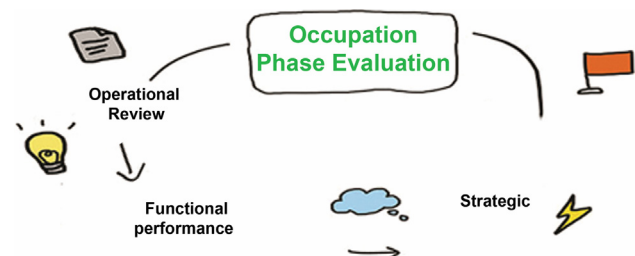 Occupation
Phase Evaluation
Operational
Review
Functional
performance
Strategic